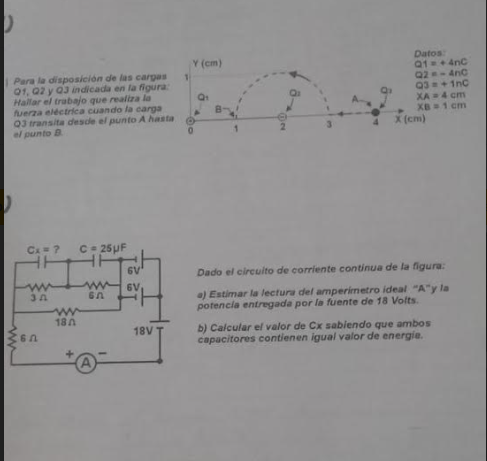 Para la disposición de las cargas
Q1, Q2 y Q3 indicada en la figura:
Hallar el trabajo que realiza la
fuerza eléctrica cuando la carga
Q3 transita desde el punto A hasta
el punto B.
Y (cm)
1
Q1
B
Q2
A
Q3
0
1
2
3
4
X (cm)
Datos:
Q1 = + 4nC
Q2 = - 4nC
Q3 = + 1nC
XA = 4 cm
XB = 1 cm
Cx = ?
C = 25µF
6V
3 Ω
6 Ω
6V
18 Ω
6 Ω
18V
+
A
-
Dado el circuito de corriente continua de la figura:
a) Estimar la lectura del amperímetro ideal "A" y la
potencia entregada por la fuente de 18 Volts.
b) Calcular el valor de Cx sabiendo que ambos
capacitores contienen igual valor de energía.